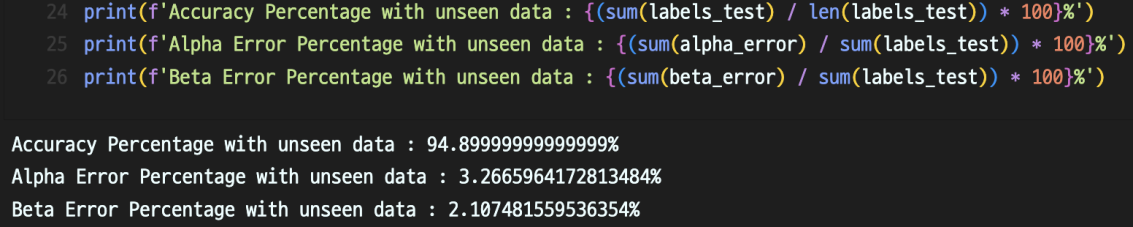 24 print(f'Accuracy Percentage with unseen data : {(sum(labels_test) / len(labels_test)) * 100}%')
25 print(f'Alpha Error Percentage with unseen data : {(sum(alpha_error) / sum(labels_test)) * 100}%')
26 print(f'Beta Error Percentage with unseen data : {(sum(beta_error) / sum(labels_test)) * 100}%')
Accuracy Percentage with unseen data : 94.89999999999999%
Alpha Error Percentage with unseen data : 3.2665964172813484%
Beta Error Percentage with unseen data : 2.107481559536354%